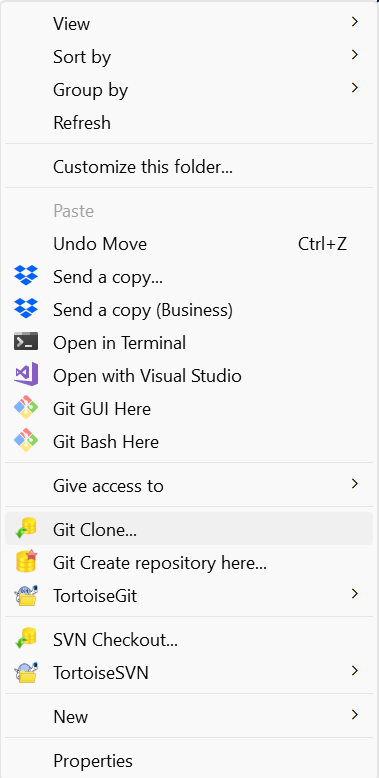 View
Sort by
Group by
Refresh
Customize this folder...
Paste
Undo Move Ctrl+Z
Send a copy...
Send a copy (Business)
Open in Terminal
Open with Visual Studio
Git GUI Here
Git Bash Here
Give access to
Git Clone...
Git Create repository here...
TortoiseGit
SVN Checkout...
TortoiseSVN
New
Properties